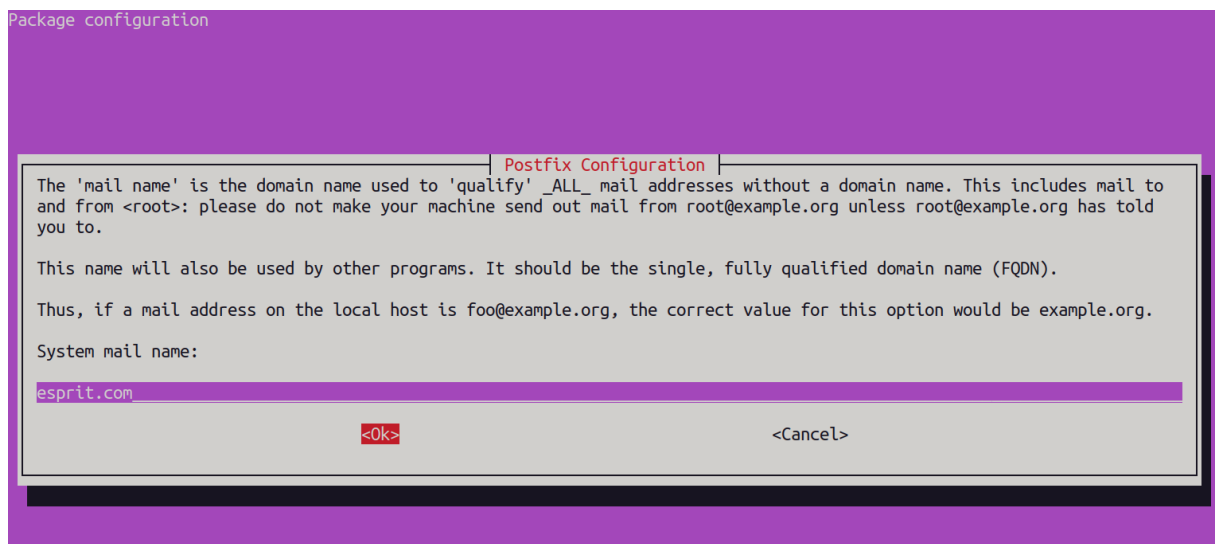 Package configuration
Postfix Configuration
The 'mail name' is the domain name used to 'qualify' _ALL_ mail addresses without a domain name. This includes mail to
and from <root>: please do not make your machine send out mail from root@example.org unless root@example.org has told
you to.
This name will also be used by other programs. It should be the single, fully qualified domain name (FQDN).
Thus, if a mail address on the local host is foo@example.org, the correct value for this option would be example.org.
System mail name:
esprit.com
<Ok> <Cancel>